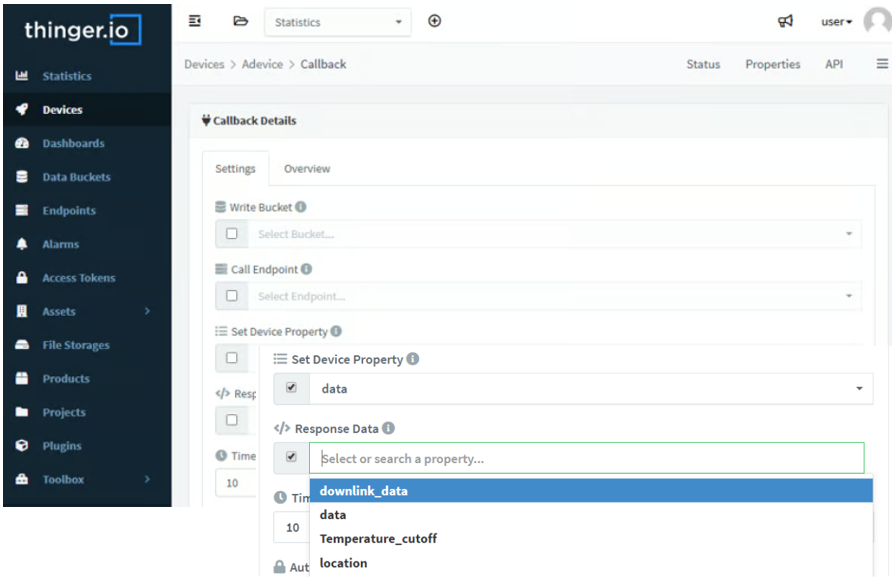 thinger.io
Statistics
user
Devices > Adevice > Callback
Status
Properties
API
Statistics
Devices
Dashboards
Data Buckets
Endpoints
Alarms
Access Tokens
Assets
File Storages
Products
Projects
Plugins
Toolbox
Callback Details
Settings
Overview
Write Bucket
Select Bucket...
Call Endpoint
Select Endpoint...
Set Device Property
</> Resp
Time
10
Set Device Property
data
</> Response Data
Select or search a property...
downlink_data
data
Temperature_cutoff
location
Tim
10
Aut